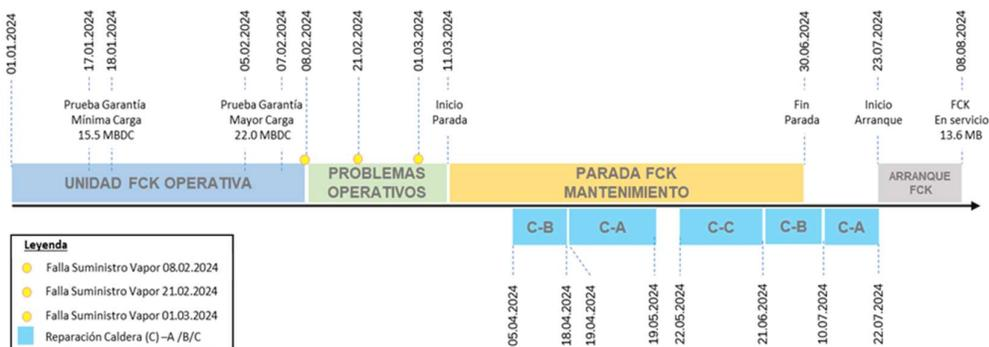 01.01.2024
17.01.2024
18.01.2024
05.02.2024
07.02.2024
08.02.2024
21.02.2024
01.03.2024
11.03.2024
30.06.2024
23.07.2024
08.08.2024
Prueba Garantía
Mínima Carga
15.5 MBDC
Prueba Garantía
Mayor Carga
22.0 MBDC
Inicio
Parada
Fin
Parada
Inicio
Arranque
FCK
En servicio
13.6 MB
UNIDAD FCK OPERATIVA
PROBLEMAS
OPERATIVOS
PARADA FCK
MANTENIMIENTO
ARRANQUE
FCK
C-B
C-A
C-C
C-B
C-A
05.04.2024
18.04.2024
19.04.2024
19.05.2024
22.05.2024
21.06.2024
10.07.2024
22.07.2024
Leyenda
Falla Suministro Vapor 08.02.2024
Falla Suministro Vapor 21.02.2024
Falla Suministro Vapor 01.03.2024
Reparación Caldera (C) –A /B/C